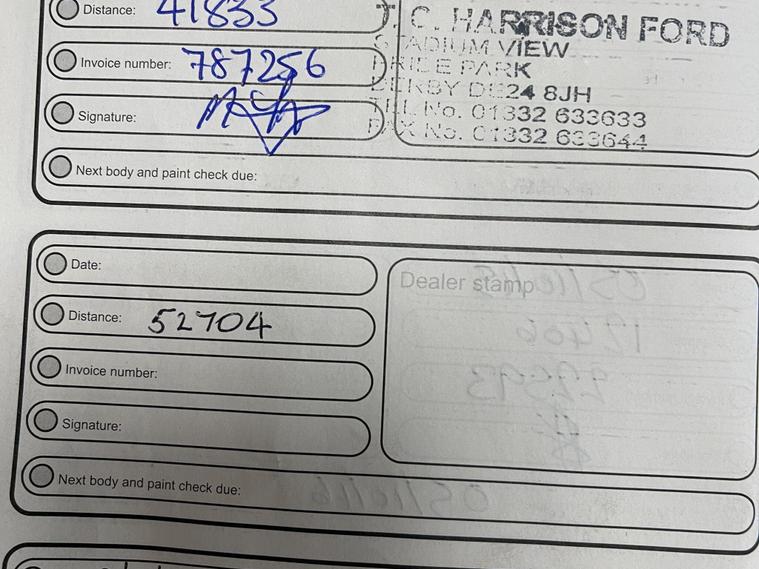 Distance: 41833
Invoice number: 787256
Signature:
Next body and paint check due:
T. C. HARRISON FORD
STADIUM VIEW
PRIDE PARK
DERBY DE24 8JH
TEL No. 01332 633633
FAX No. 01332 633644
Date:
Distance: 52704
Invoice number:
Signature:
Next body and paint check due:
Dealer stamp